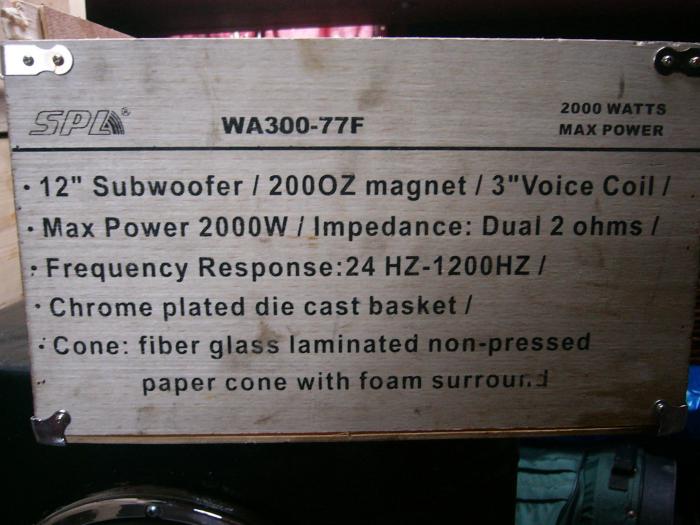 SPL®
WA300-77F
2000 WATTS
MAX POWER
· 12" Subwoofer / 200OZ magnet / 3"Voice Coil /
· Max Power 2000W / Impedance: Dual 2 ohms /
· Frequency Response:24 HZ-1200HZ /
· Chrome plated die cast basket /
· Cone: fiber glass laminated non-pressed
paper cone with foam surround